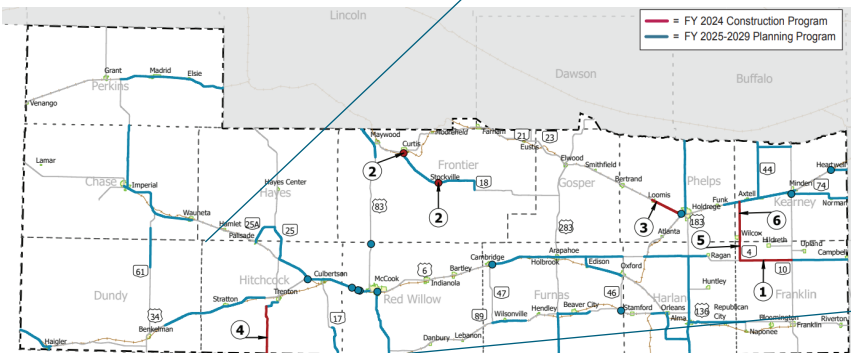 Lincoln
= FY 2024 Construction Program
= FY 2025-2029 Planning Program
Dawson
Buffalo
Grant
Madrid
Elsie
Perkins
Venango
Maywood
Curtis
Moorefield
Farnam
21
23
Eustis
2
Frontier
Stockville
18
2
Elwood
Smithfield
Gosper
Bertrand
Loomis
Phelps
44
Heartwell
Minden
74
Axtell
Kearney
Norman
Funk
Holdrege
183
3
Atlanta
6
5
Wilcox
4
Hildreth
Upland
Campbell
Lamar
Chase
Imperial
Hayes Center
Hayes
Wauneta
Hamlet
25A
25
Palisade
83
283
Arapahoe
Holbrook
Edison
Oxford
Ragan
10
1
Franklin
Huntley
61
Dundy
34
Hitchcock
Culbertson
Stratton
Trenton
McCook
6
Bartley
Indianola
Red Willow
Cambridge
47
Furnas
46
Harlan
Beaver City
Hendley
Wilsonville
89
Stamford
Orleans
Alma
136
Republican
City
Bloomington
Naponee
Franklin
Riverton
Benkelman
Haigler
4
17
Danbury
Lebanon